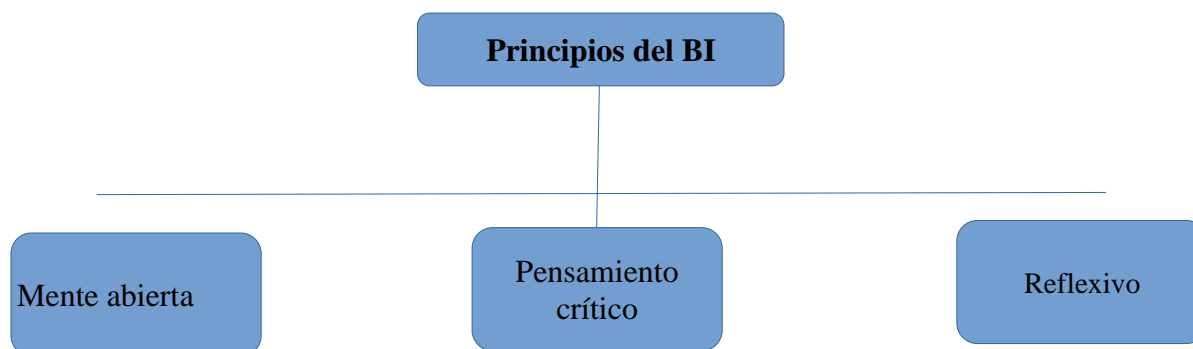 Principios del BI
Mente abierta
Pensamiento
crítico
Reflexivo